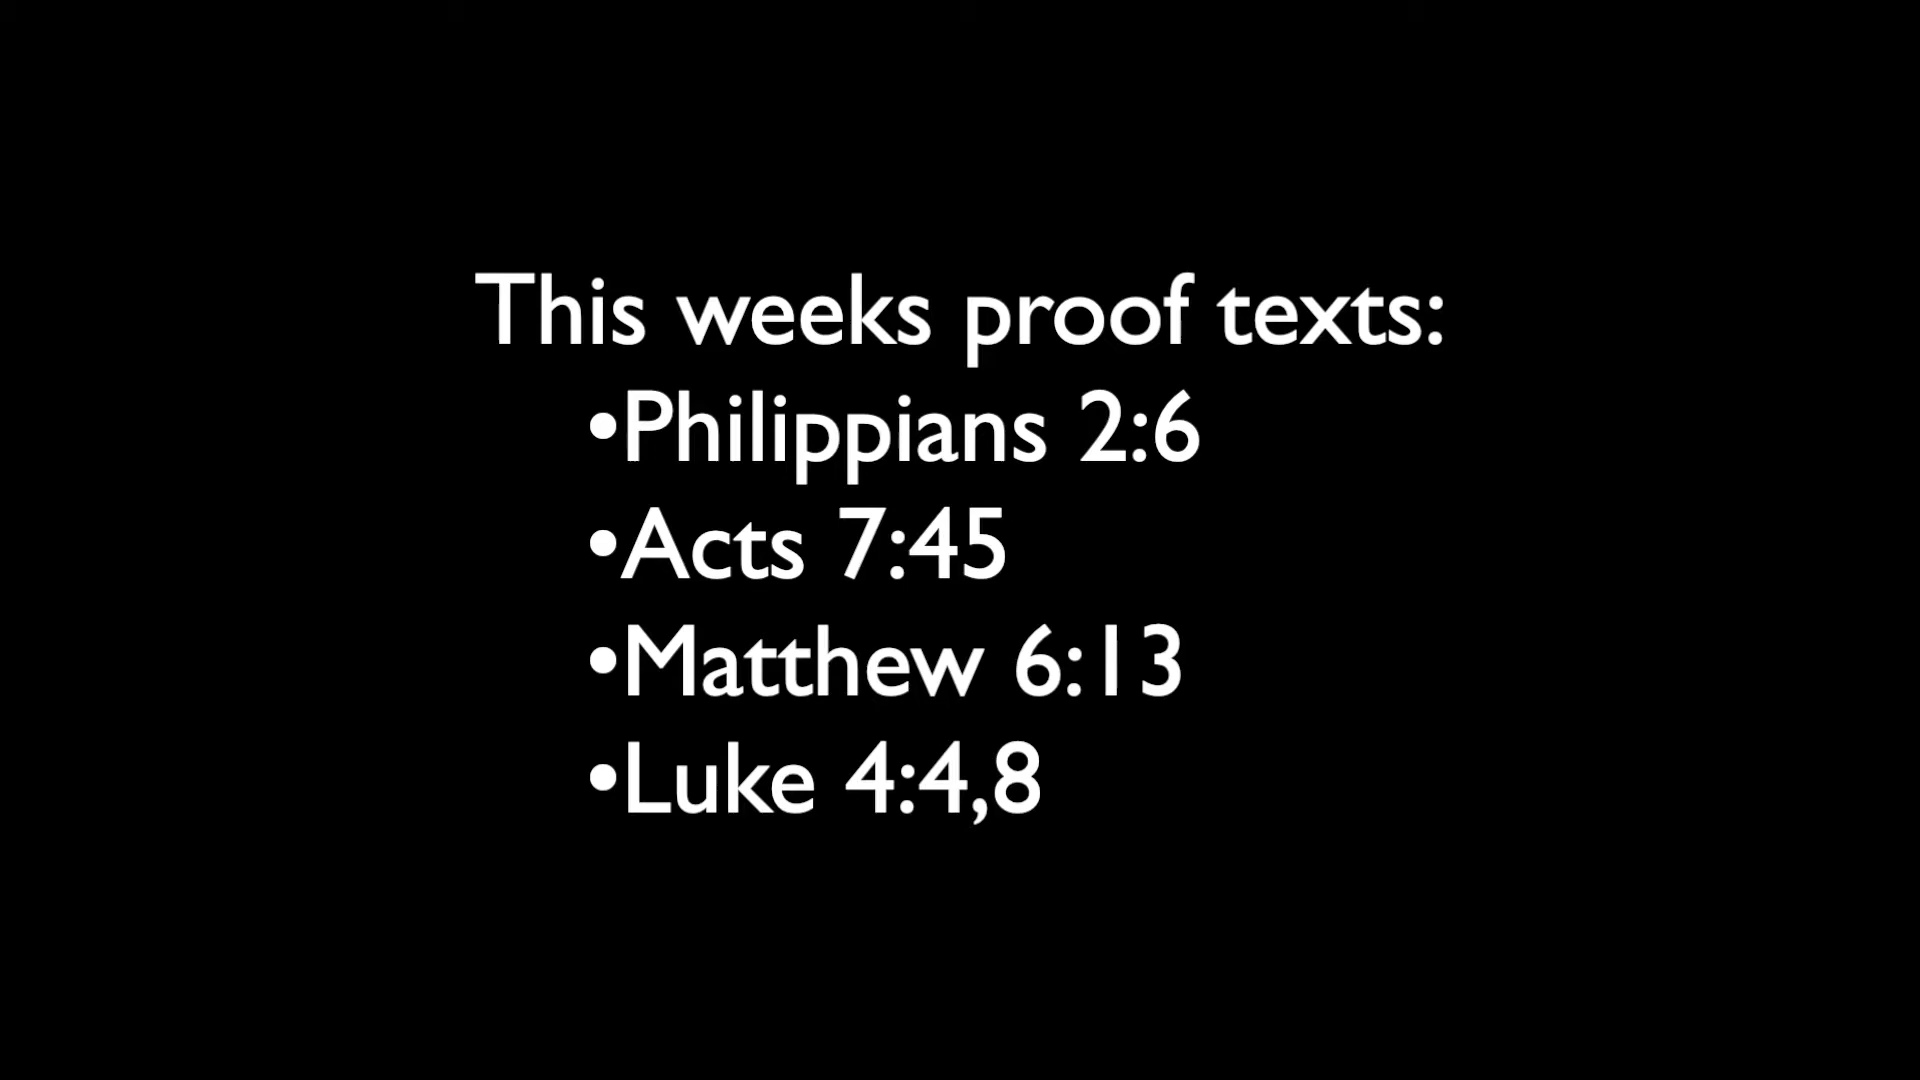 This weeks proof texts:
•Philippians 2:6
•Acts 7:45
•Matthew 6:13
•Luke 4:4,8